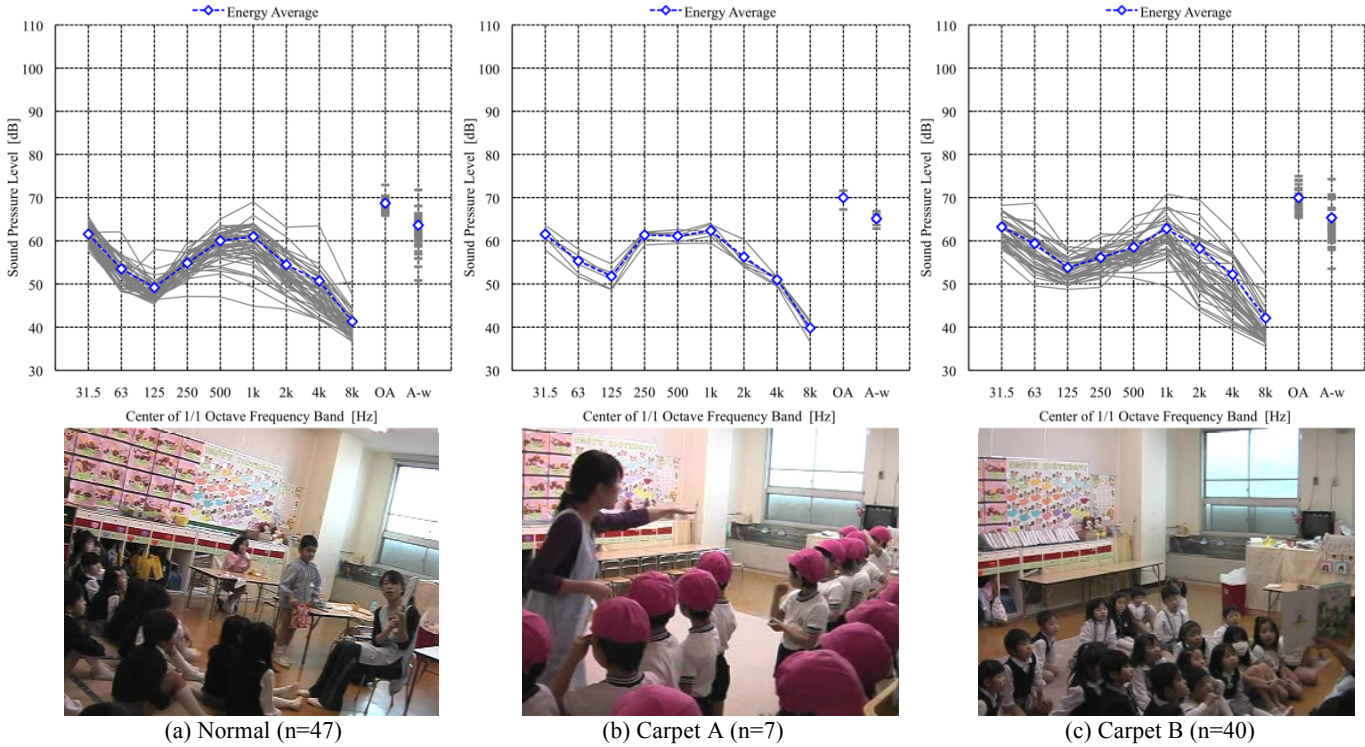 Energy Average
110
100
90
80
70
60
50
40
30
Sound Pressure Level [dB]
31.5 63 125 250 500 1k 2k 4k 8k OA A-w
Center of 1/1 Octave Frequency Band [Hz]
Energy Average
110
100
90
80
70
60
50
40
30
Sound Pressure Level [dB]
31.5 63 125 250 500 1k 2k 4k 8k OA A-w
Center of 1/1 Octave Frequency Band [Hz]
Energy Average
110
100
90
80
70
60
50
40
30
Sound Pressure Level [dB]
31.5 63 125 250 500 1k 2k 4k 8k OA A-w
Center of 1/1 Octave Frequency Band [Hz]
HAPPY BIRTHDAY
(a) Normal (n=47)
(b) Carpet A (n=7)
(c) Carpet B (n=40)